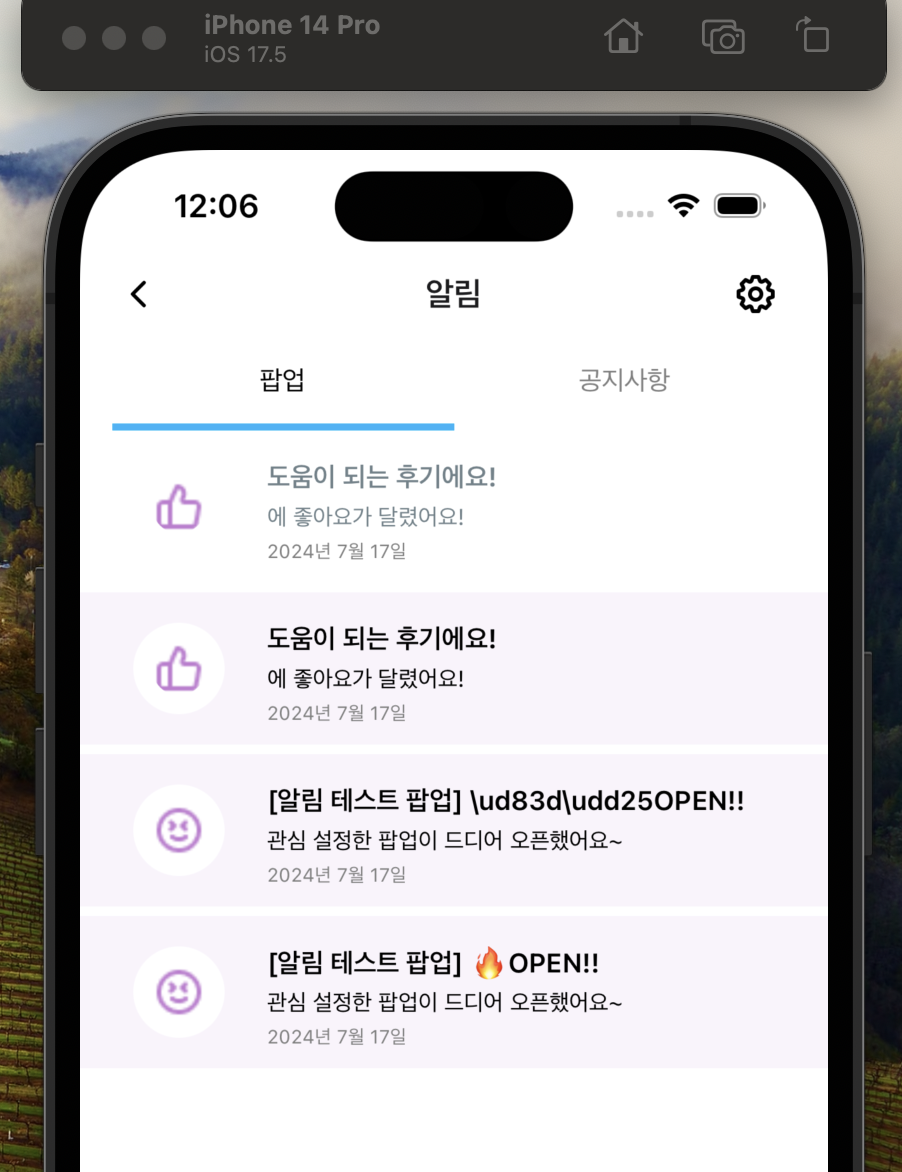 iPhone 14 Pro
iOS 17.5
12:06
알림
팝업
공지사항
도움이 되는 후기에요!
에 좋아요가 달렸어요!
2024년 7월 17일
도움이 되는 후기에요!
에 좋아요가 달렸어요!
2024년 7월 17일
[알림 테스트 팝업] \ud83d\udd25OPEN!!
관심 설정한 팝업이 드디어 오픈했어요~
2024년 7월 17일
[알림 테스트 팝업] 🔥OPEN!!
관심 설정한 팝업이 드디어 오픈했어요~
2024년 7월 17일